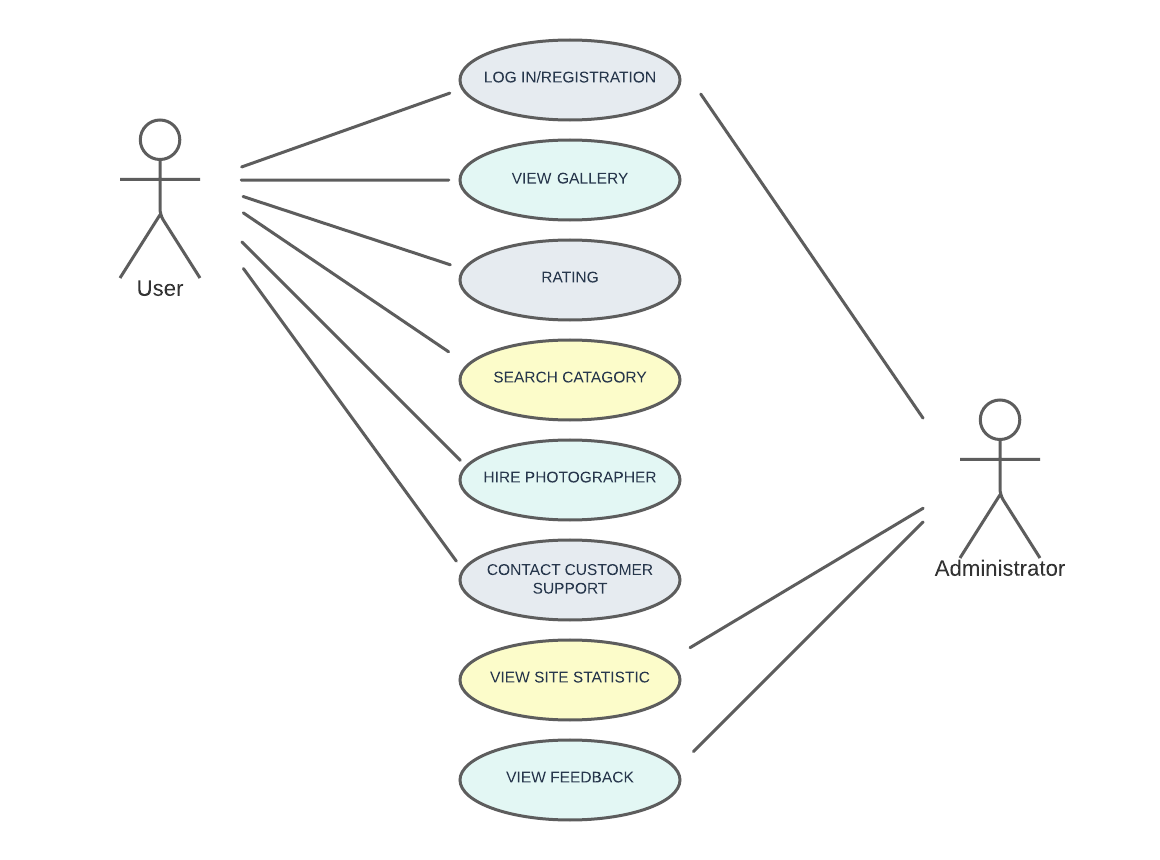 LOG IN/REGISTRATION
VIEW GALLERY
RATING
User
SEARCH CATAGORY
HIRE PHOTOGRAPHER
CONTACT CUSTOMER
SUPPORT
Administrator
VIEW SITE STATISTIC
VIEW FEEDBACK